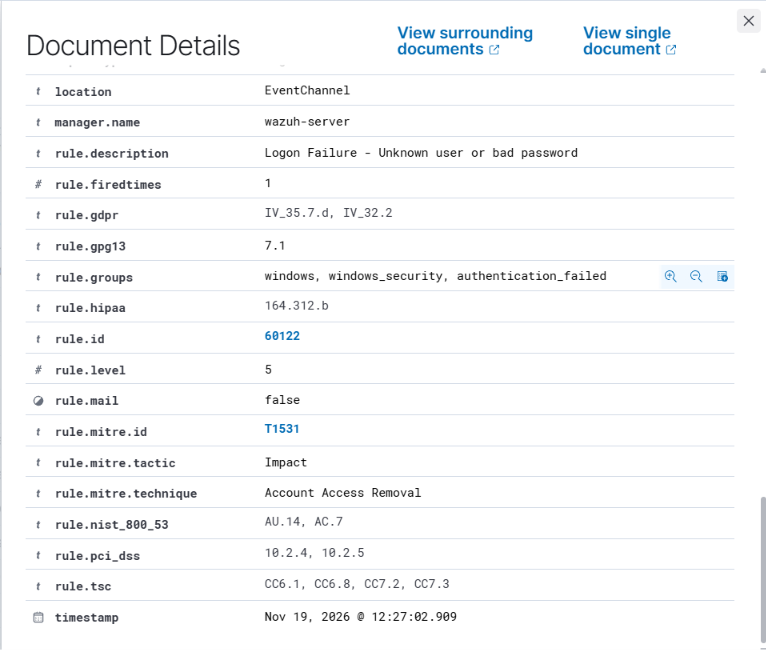 Document Details
View surrounding
documents
View single
document
t location EventChannel
t manager.name wazuh-server
t rule.description Logon Failure - Unknown user or bad password
# rule.firedtimes 1
t rule.gdpr IV_35.7.d, IV_32.2
t rule.gpg13 7.1
t rule.groups windows, windows_security, authentication_failed
t rule.hipaa 164.312.b
t rule.id 60122
# rule.level 5
rule.mail false
t rule.mitre.id T1531
t rule.mitre.tactic Impact
t rule.mitre.technique Account Access Removal
t rule.nist_800_53 AU.14, AC.7
t rule.pci_dss 10.2.4, 10.2.5
t rule.tsc CC6.1, CC6.8, CC7.2, CC7.3
timestamp Nov 19, 2026 @ 12:27:02.909